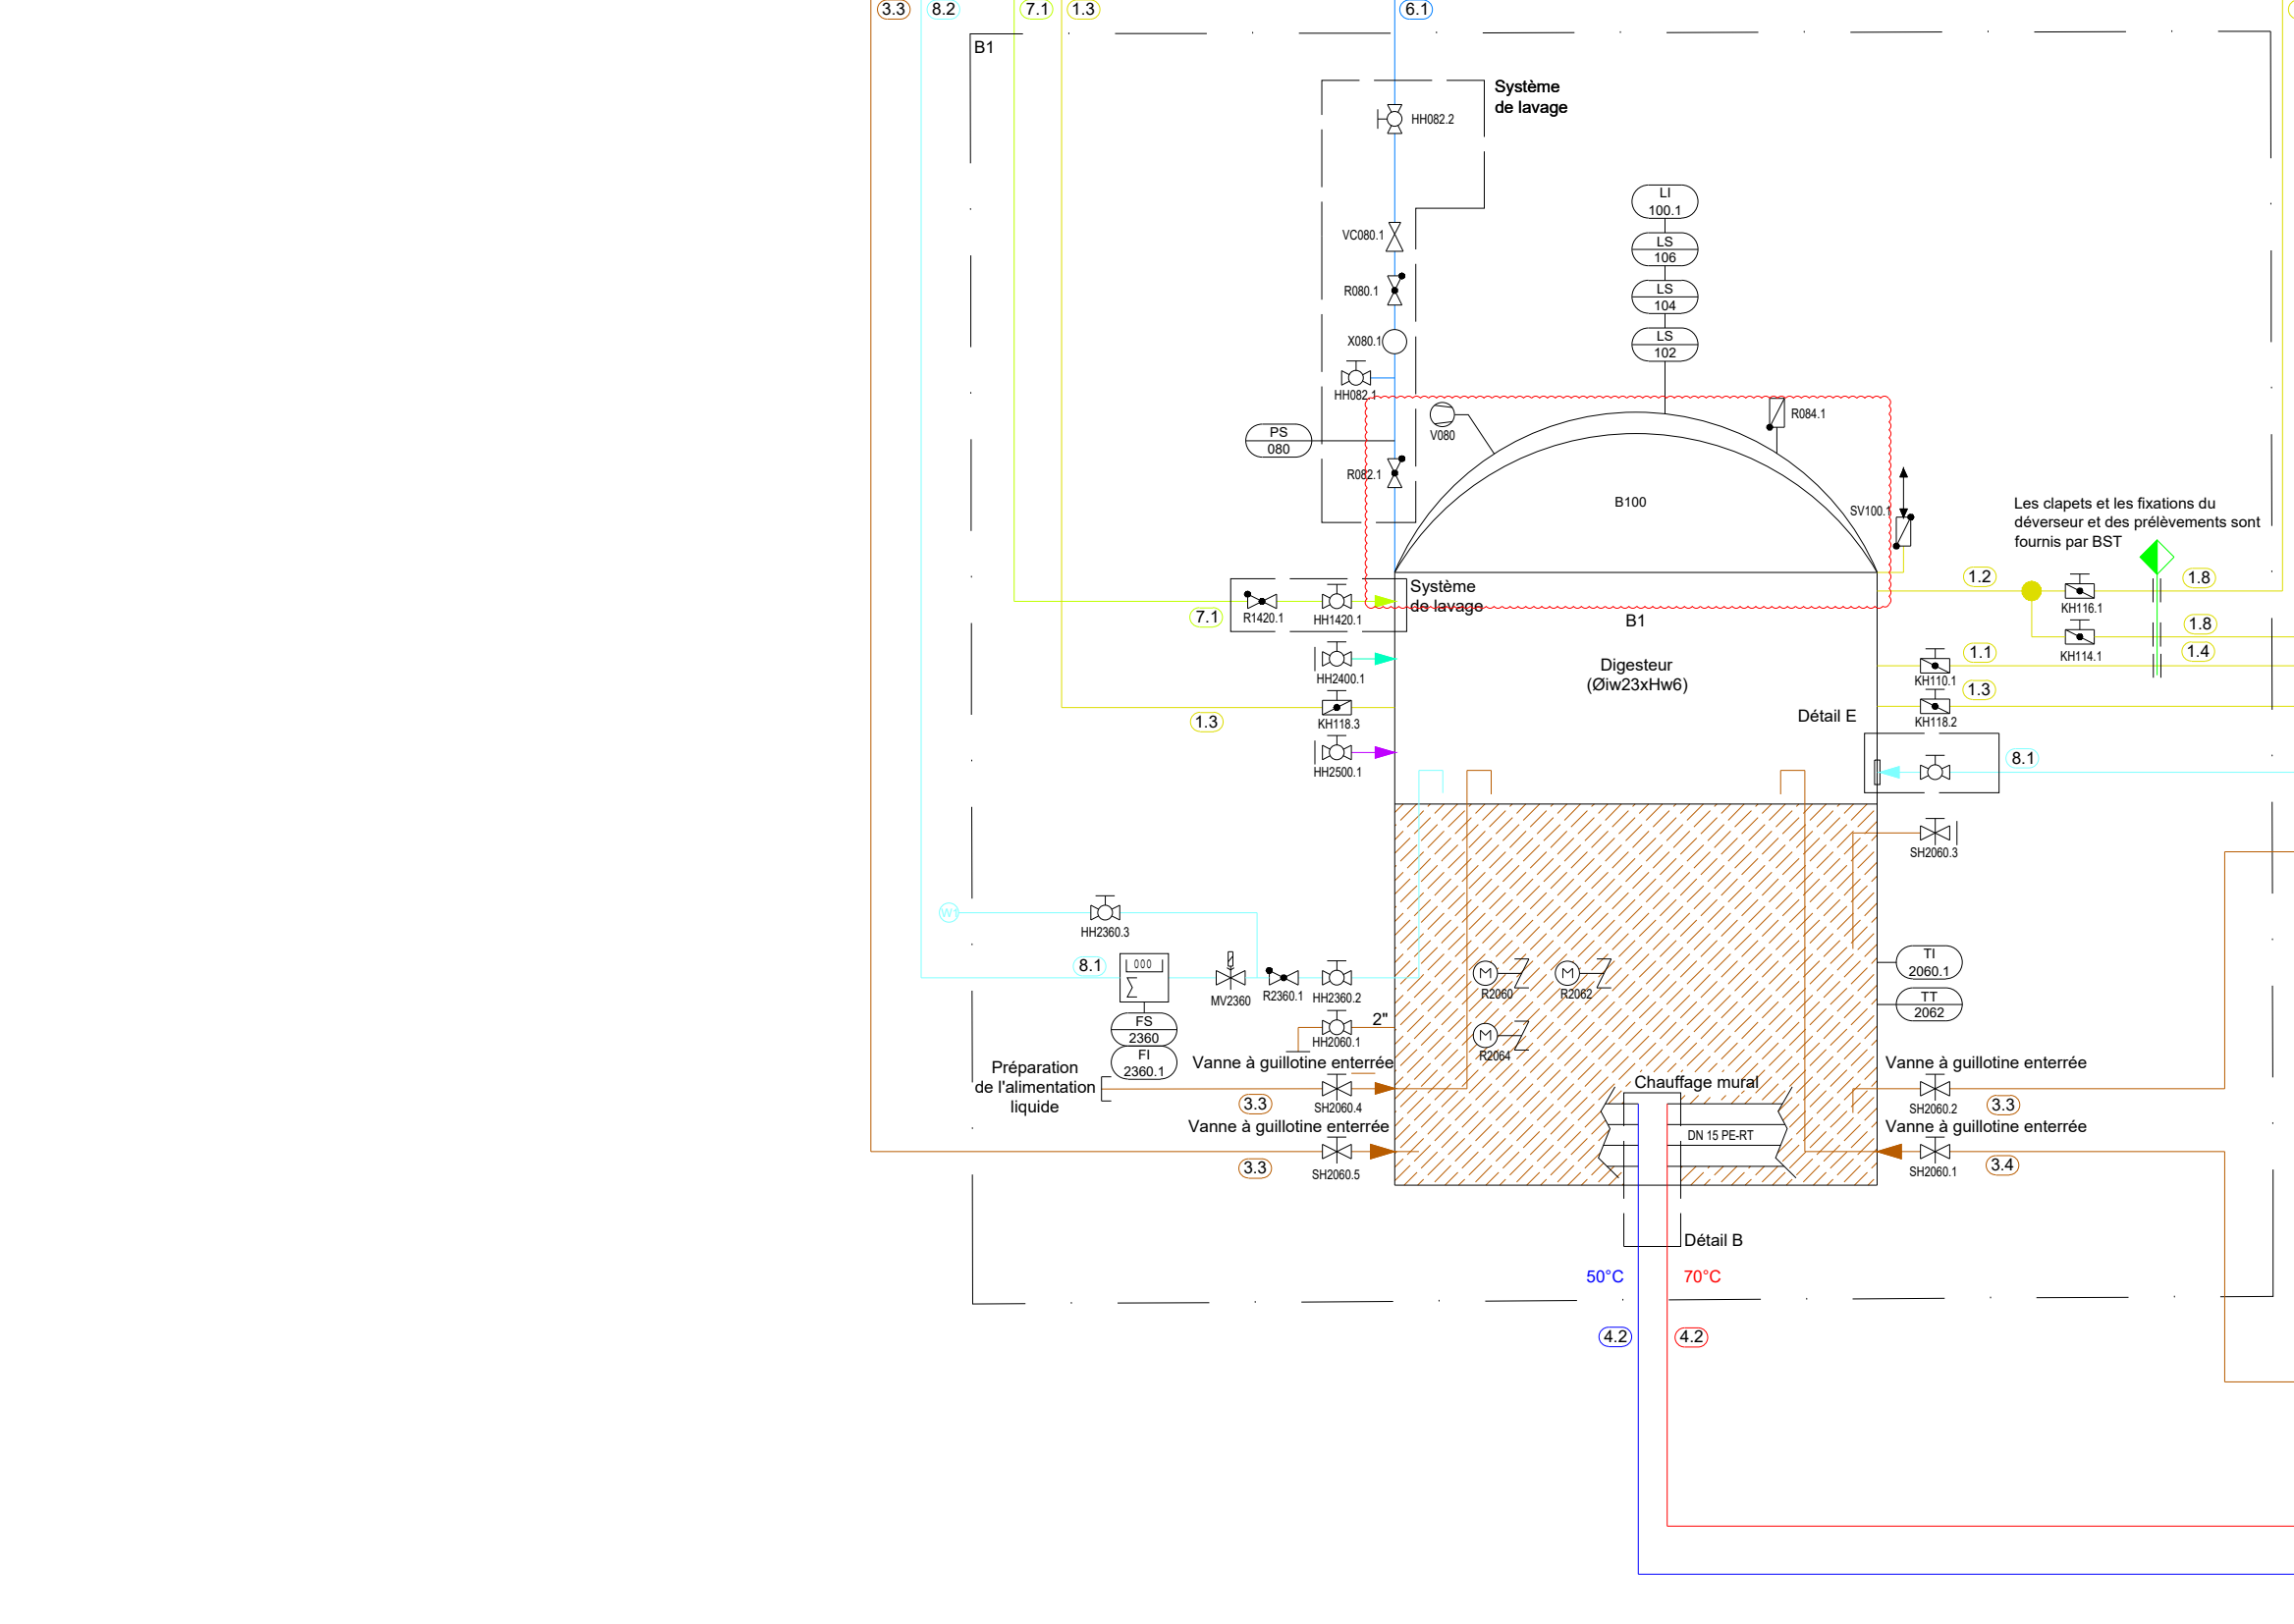 3.3
8.2
7.1
1.3
6.1
B1
Système
de lavage
HH082.2
LI
100.1
VC080.1
LS
106
R080.1
LS
104
X080.1
LS
102
HH082.1
R084.1
V080
PS
080
R082.1
B100
SV100.1
Les clapets et les fixations du
déverseur et des prélèvements sont
fournis par BST
1.2
1.8
Système
de lavage
R1420.1
HH1420.1
7.1
KH116.1
B1
1.8
KH114.1
1.1
1.4
HH2400.1
Digesteur
(Øiw23xHw6)
KH110.1
1.3
KH118.3
1.3
Détail E
KH118.2
HH2500.1
8.1
SH2060.3
W1
HH2360.3
8.1
000
MV2360
R2360.1
HH2360.2
R2060
M
R2062
M
TI
2060.1
TT
2062
FS
2360
2"
HH2060.1
M
R2064
FI
2360.1
Vanne à guillotine enterrée
Vanne à guillotine enterrée
Préparation
de l'alimentation
liquide
Chauffage mural
3.3
SH2060.4
SH2060.2
3.3
Vanne à guillotine enterrée
DN 15 PE-RT
Vanne à guillotine enterrée
3.3
SH2060.5
SH2060.1
3.4
Détail B
50°C
70°C
4.2
4.2